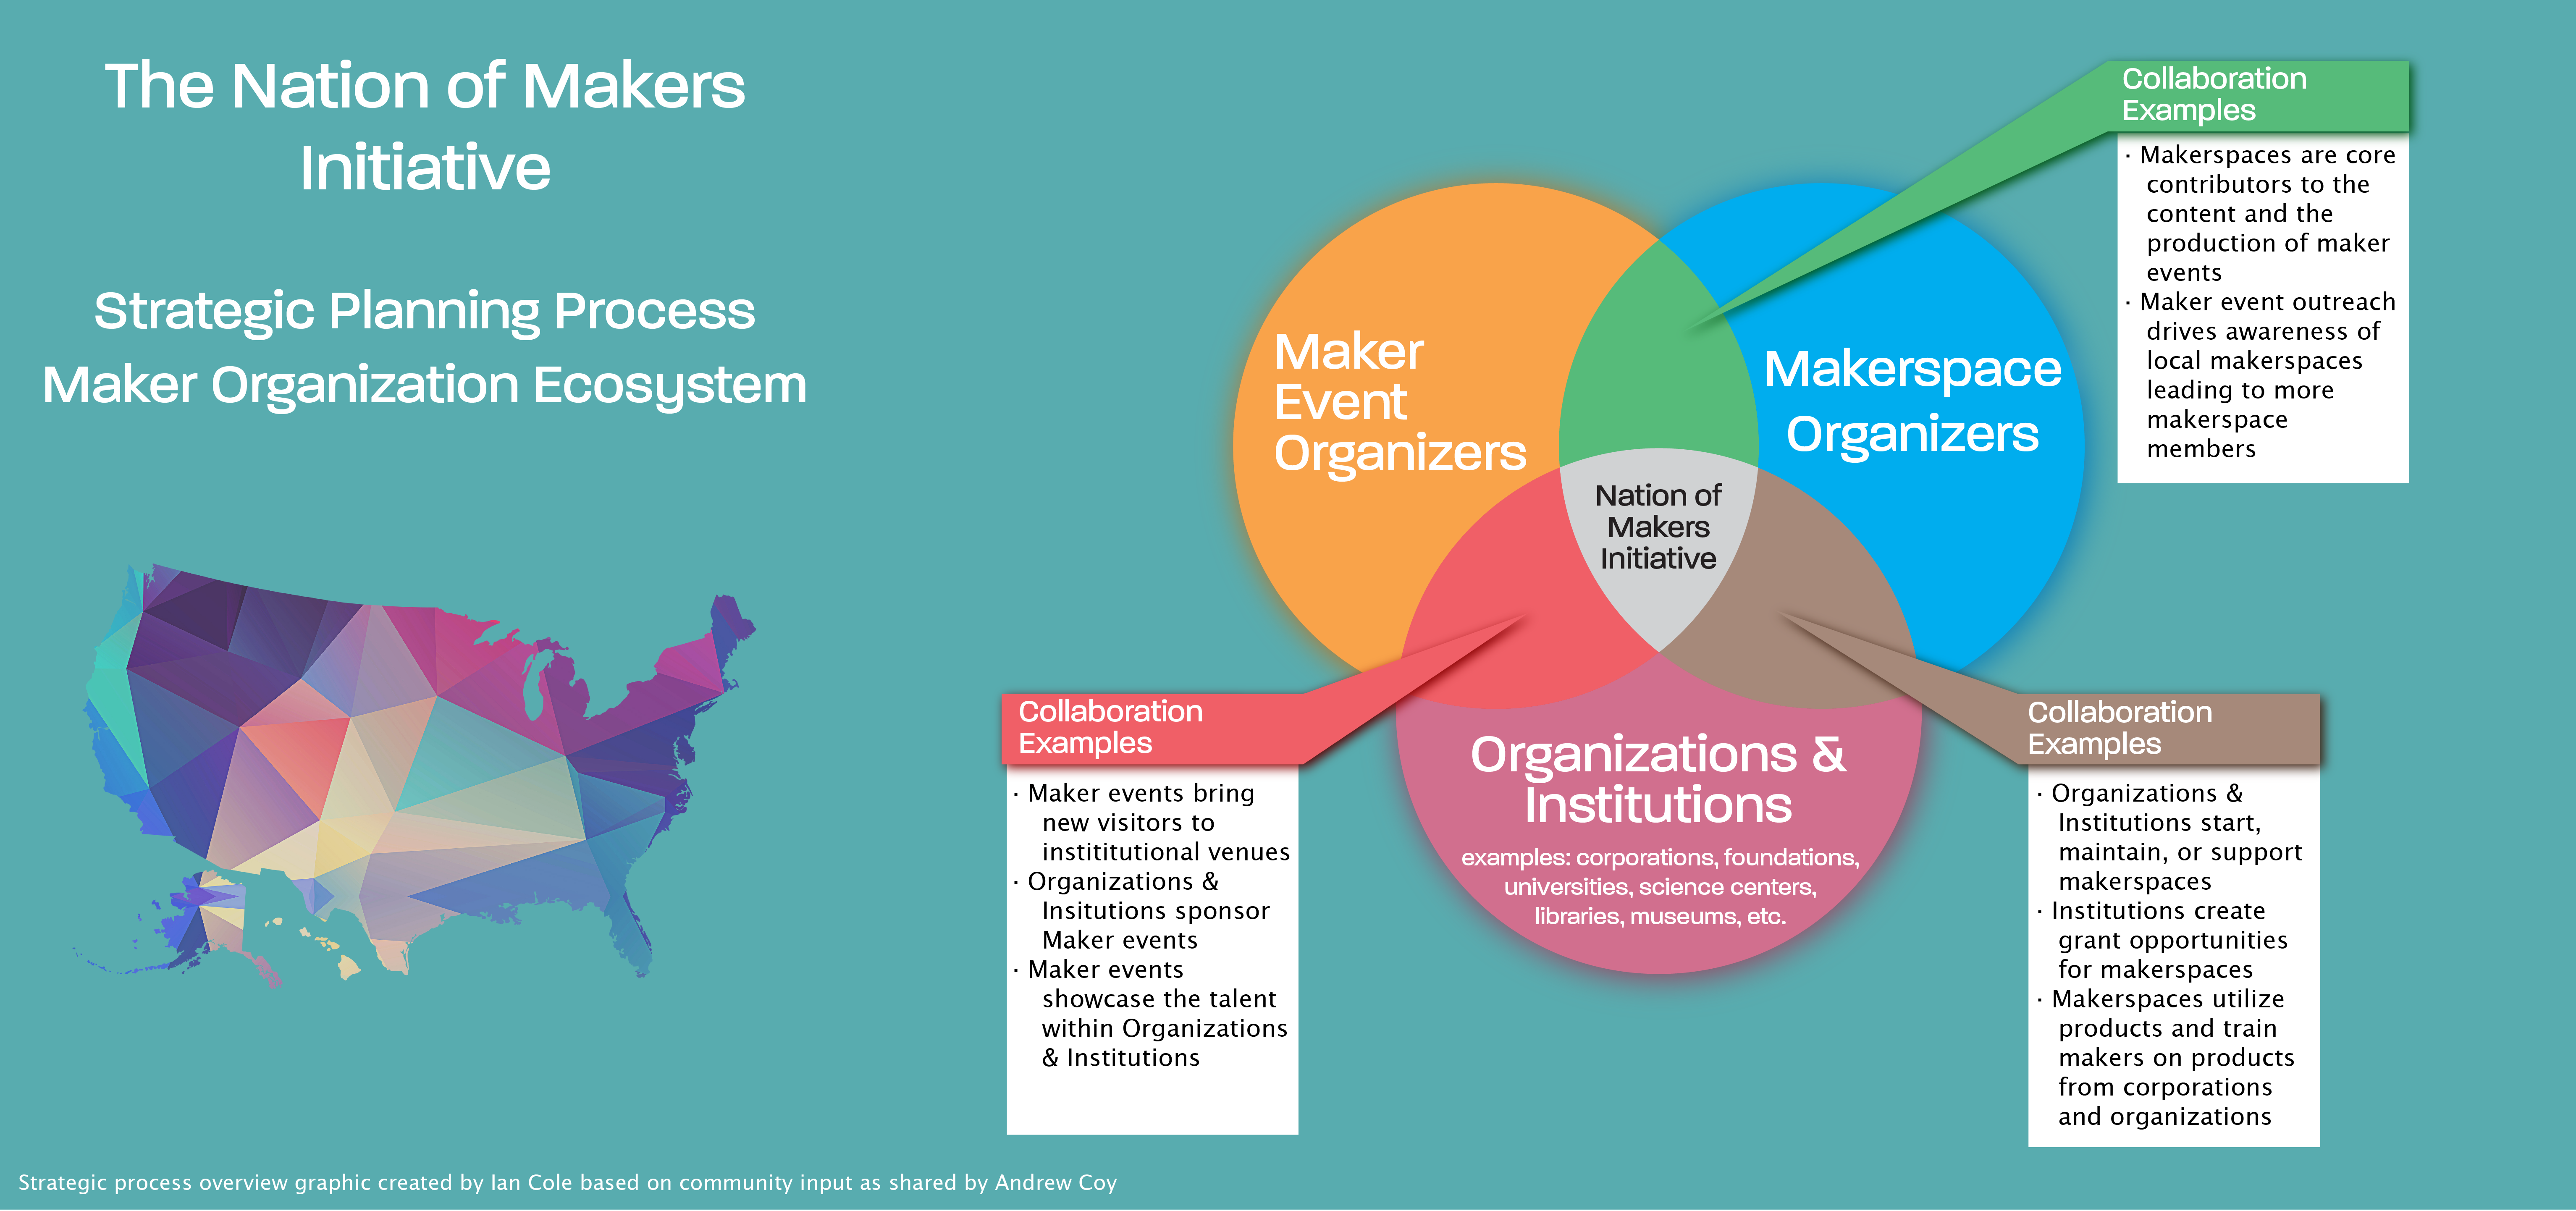 The Nation of Makers
Initiative
Strategic Planning Process
Maker Organization Ecosystem
Maker
Event
Organizers
Makerspace
Organizers
Nation of
Makers
Initiative
Organizations &
Institutions
examples: corporations, foundations,
universities, science centers,
libraries, museums, etc.
Collaboration
Examples
· Makerspaces are core
contributors to the
content and the
production of maker
events
· Maker event outreach
drives awareness of
local makerspaces
leading to more
makerspace
members
Collaboration
Examples
· Maker events bring
new visitors to
instititutional venues
· Organizations &
Insitutions sponsor
Maker events
· Maker events
showcase the talent
within Organizations
& Institutions
Collaboration
Examples
· Organizations &
Institutions start,
maintain, or support
makerspaces
· Institutions create
grant opportunities
for makerspaces
· Makerspaces utilize
products and train
makers on products
from corporations
and organizations
Strategic process overview graphic created by Ian Cole based on community input as shared by Andrew Coy